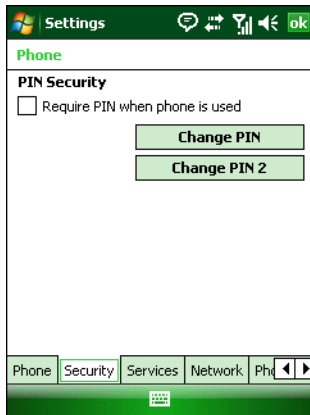 Settings ok
Phone
PIN Security
Require PIN when phone is used
Change PIN
Change PIN 2
Phone Security Services Network Pho